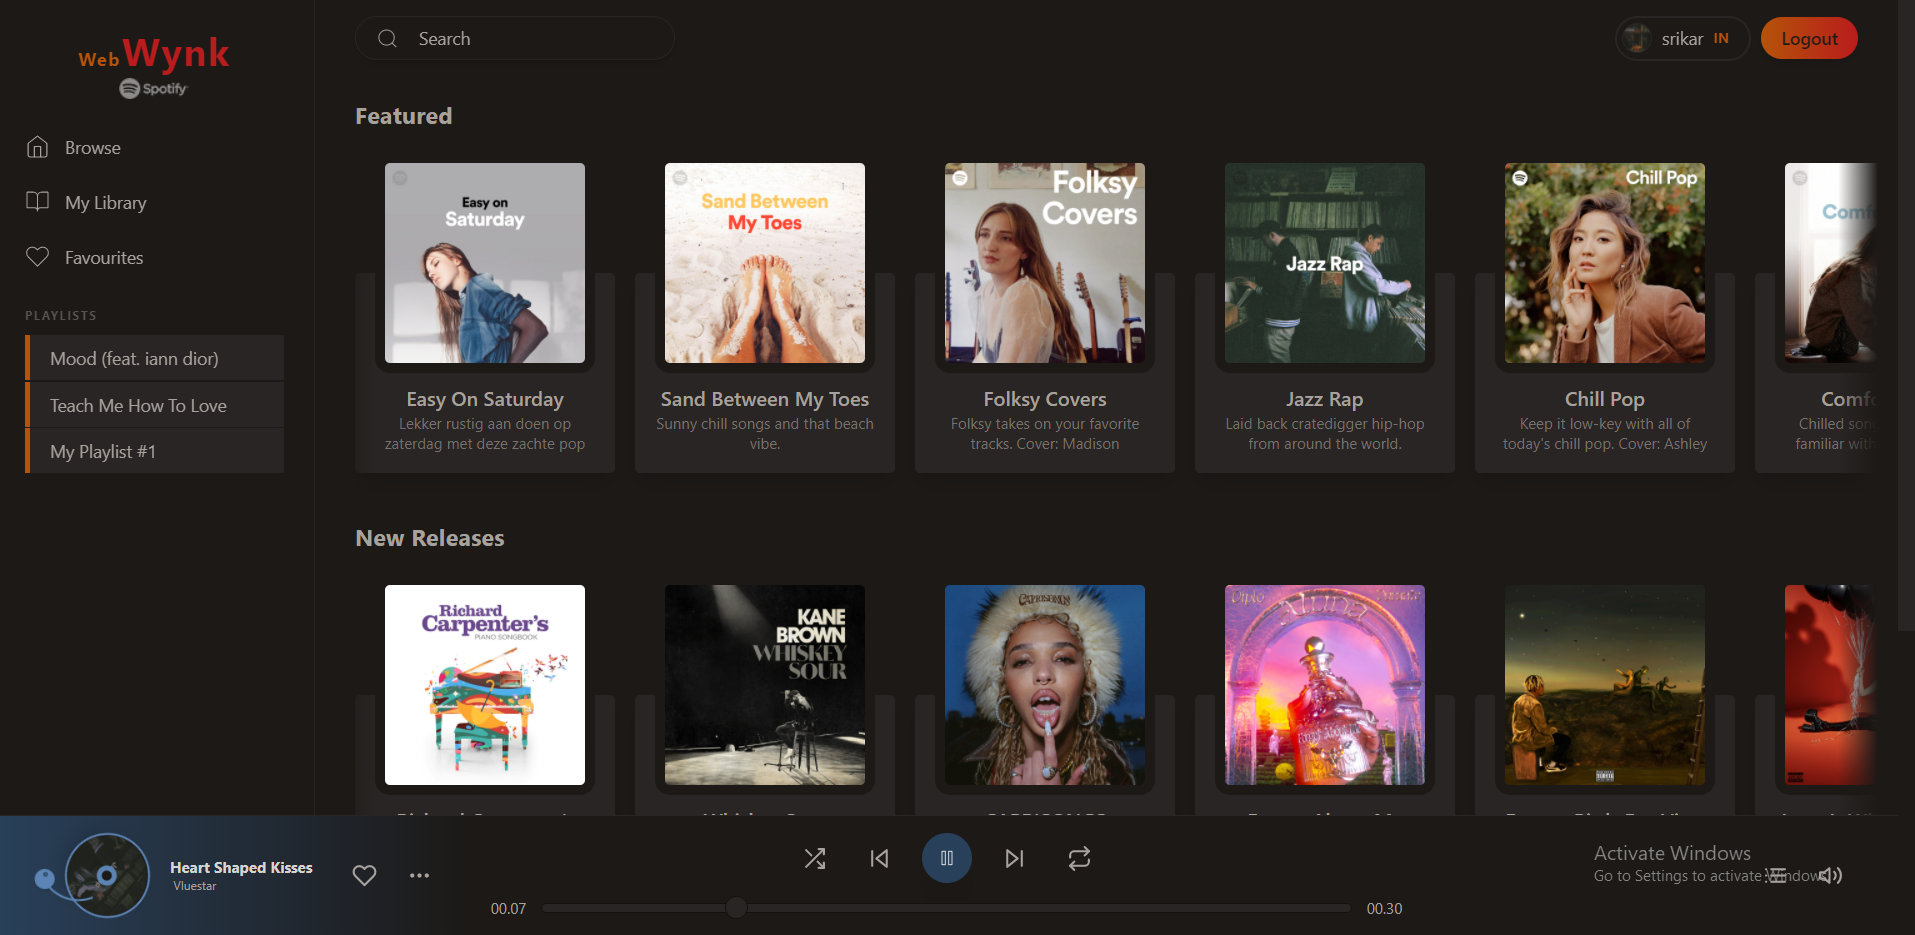 Web Wynk
Spotify
Search
srikar IN
Logout
Browse
My Library
Favourites
PLAYLISTS
Mood (feat. iann dior)
Teach Me How To Love
My Playlist #1
Featured
Easy on
Saturday
Sand Between
My Toes
Folksy
Covers
Jazz Rap
Chill Pop
Easy On Saturday
Lekker rustig aan doen op
zaterdag met deze zachte pop
Sand Between My Toes
Sunny chill songs and that beach
vibe.
Folksy Covers
Folksy takes on your favorite
tracks. Cover: Madison
Jazz Rap
Laid back cratedigger hip-hop
from around the world.
Chill Pop
Keep it low-key with all of
today's chill pop. Cover: Ashley
Chilled
familiar
New Releases
Richard
Carpenter's
PIANO SONGBOOK
KANE
BROWN
WHISKEY
SOUR
CAPRISONGS
Diplo
Heart Shaped Kisses
Vluestar
00.07
00.30
Activate Windows
Go to Settings to activate Windows